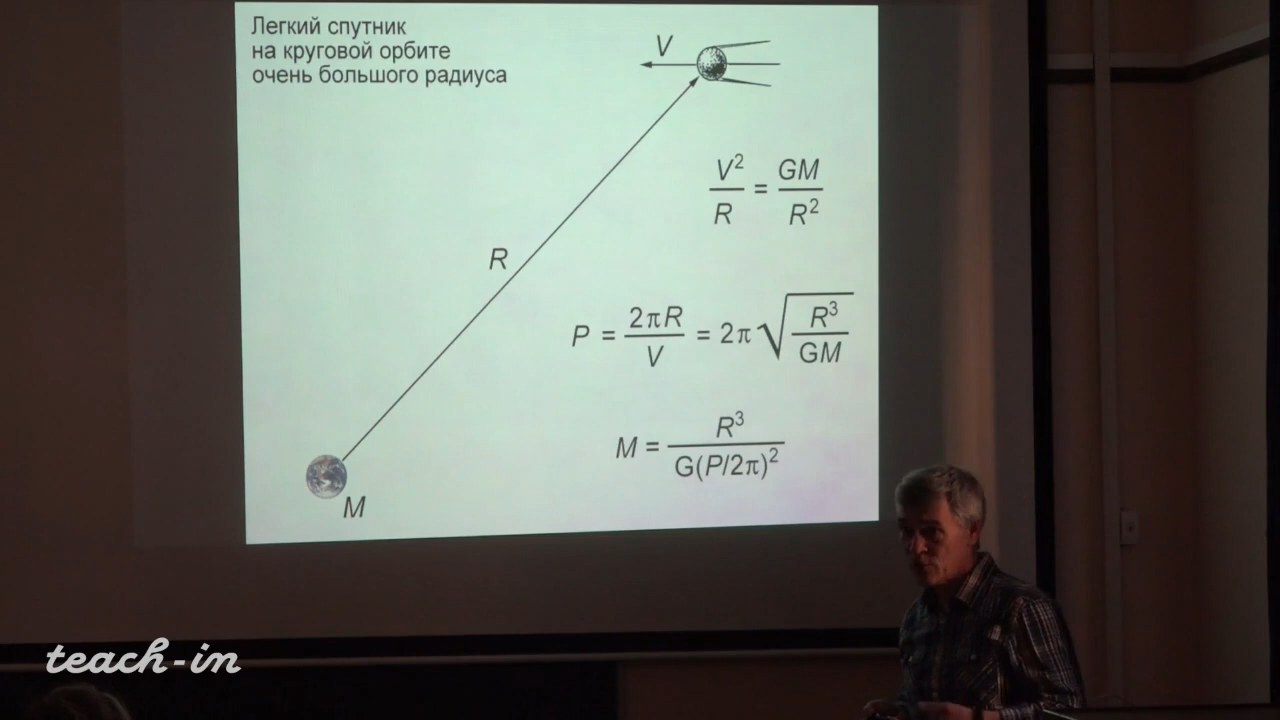 Легкий спутник
на круговой орбите
очень большого радиуса
V
V²/R = GM/R²
R
P = 2πR/V = 2π√(R³/GM)
M = R³/G(P/2π)²
M
teach-in